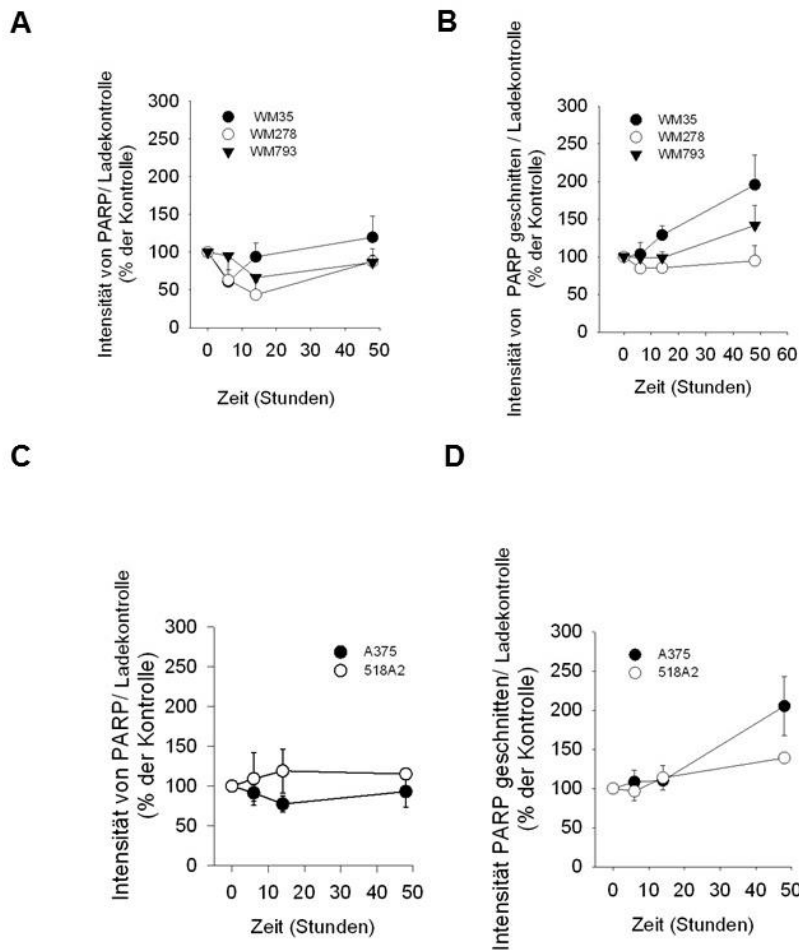 A
Intensität von PARP/ Ladekontrolle
(% der Kontrolle)
300
250
200
150
100
50
0
WM35
WM278
WM793
0 10 20 30 40 50
Zeit (Stunden)
B
Intensität von PARP geschnitten / Ladekontrolle
(% der Kontrolle)
300
250
200
150
100
50
0
WM35
WM278
WM793
0 10 20 30 40 50 60
Zeit (Stunden)
C
Intensität von PARP/ Ladekontrolle
(% der Kontrolle)
300
250
200
150
100
50
0
A375
518A2
0 10 20 30 40 50
Zeit (Stunden)
D
Intensität PARP geschnitten/ Ladekontrolle
(% der Kontrolle)
300
250
200
150
100
50
0
A375
518A2
0 10 20 30 40 50
Zeit (Stunden)